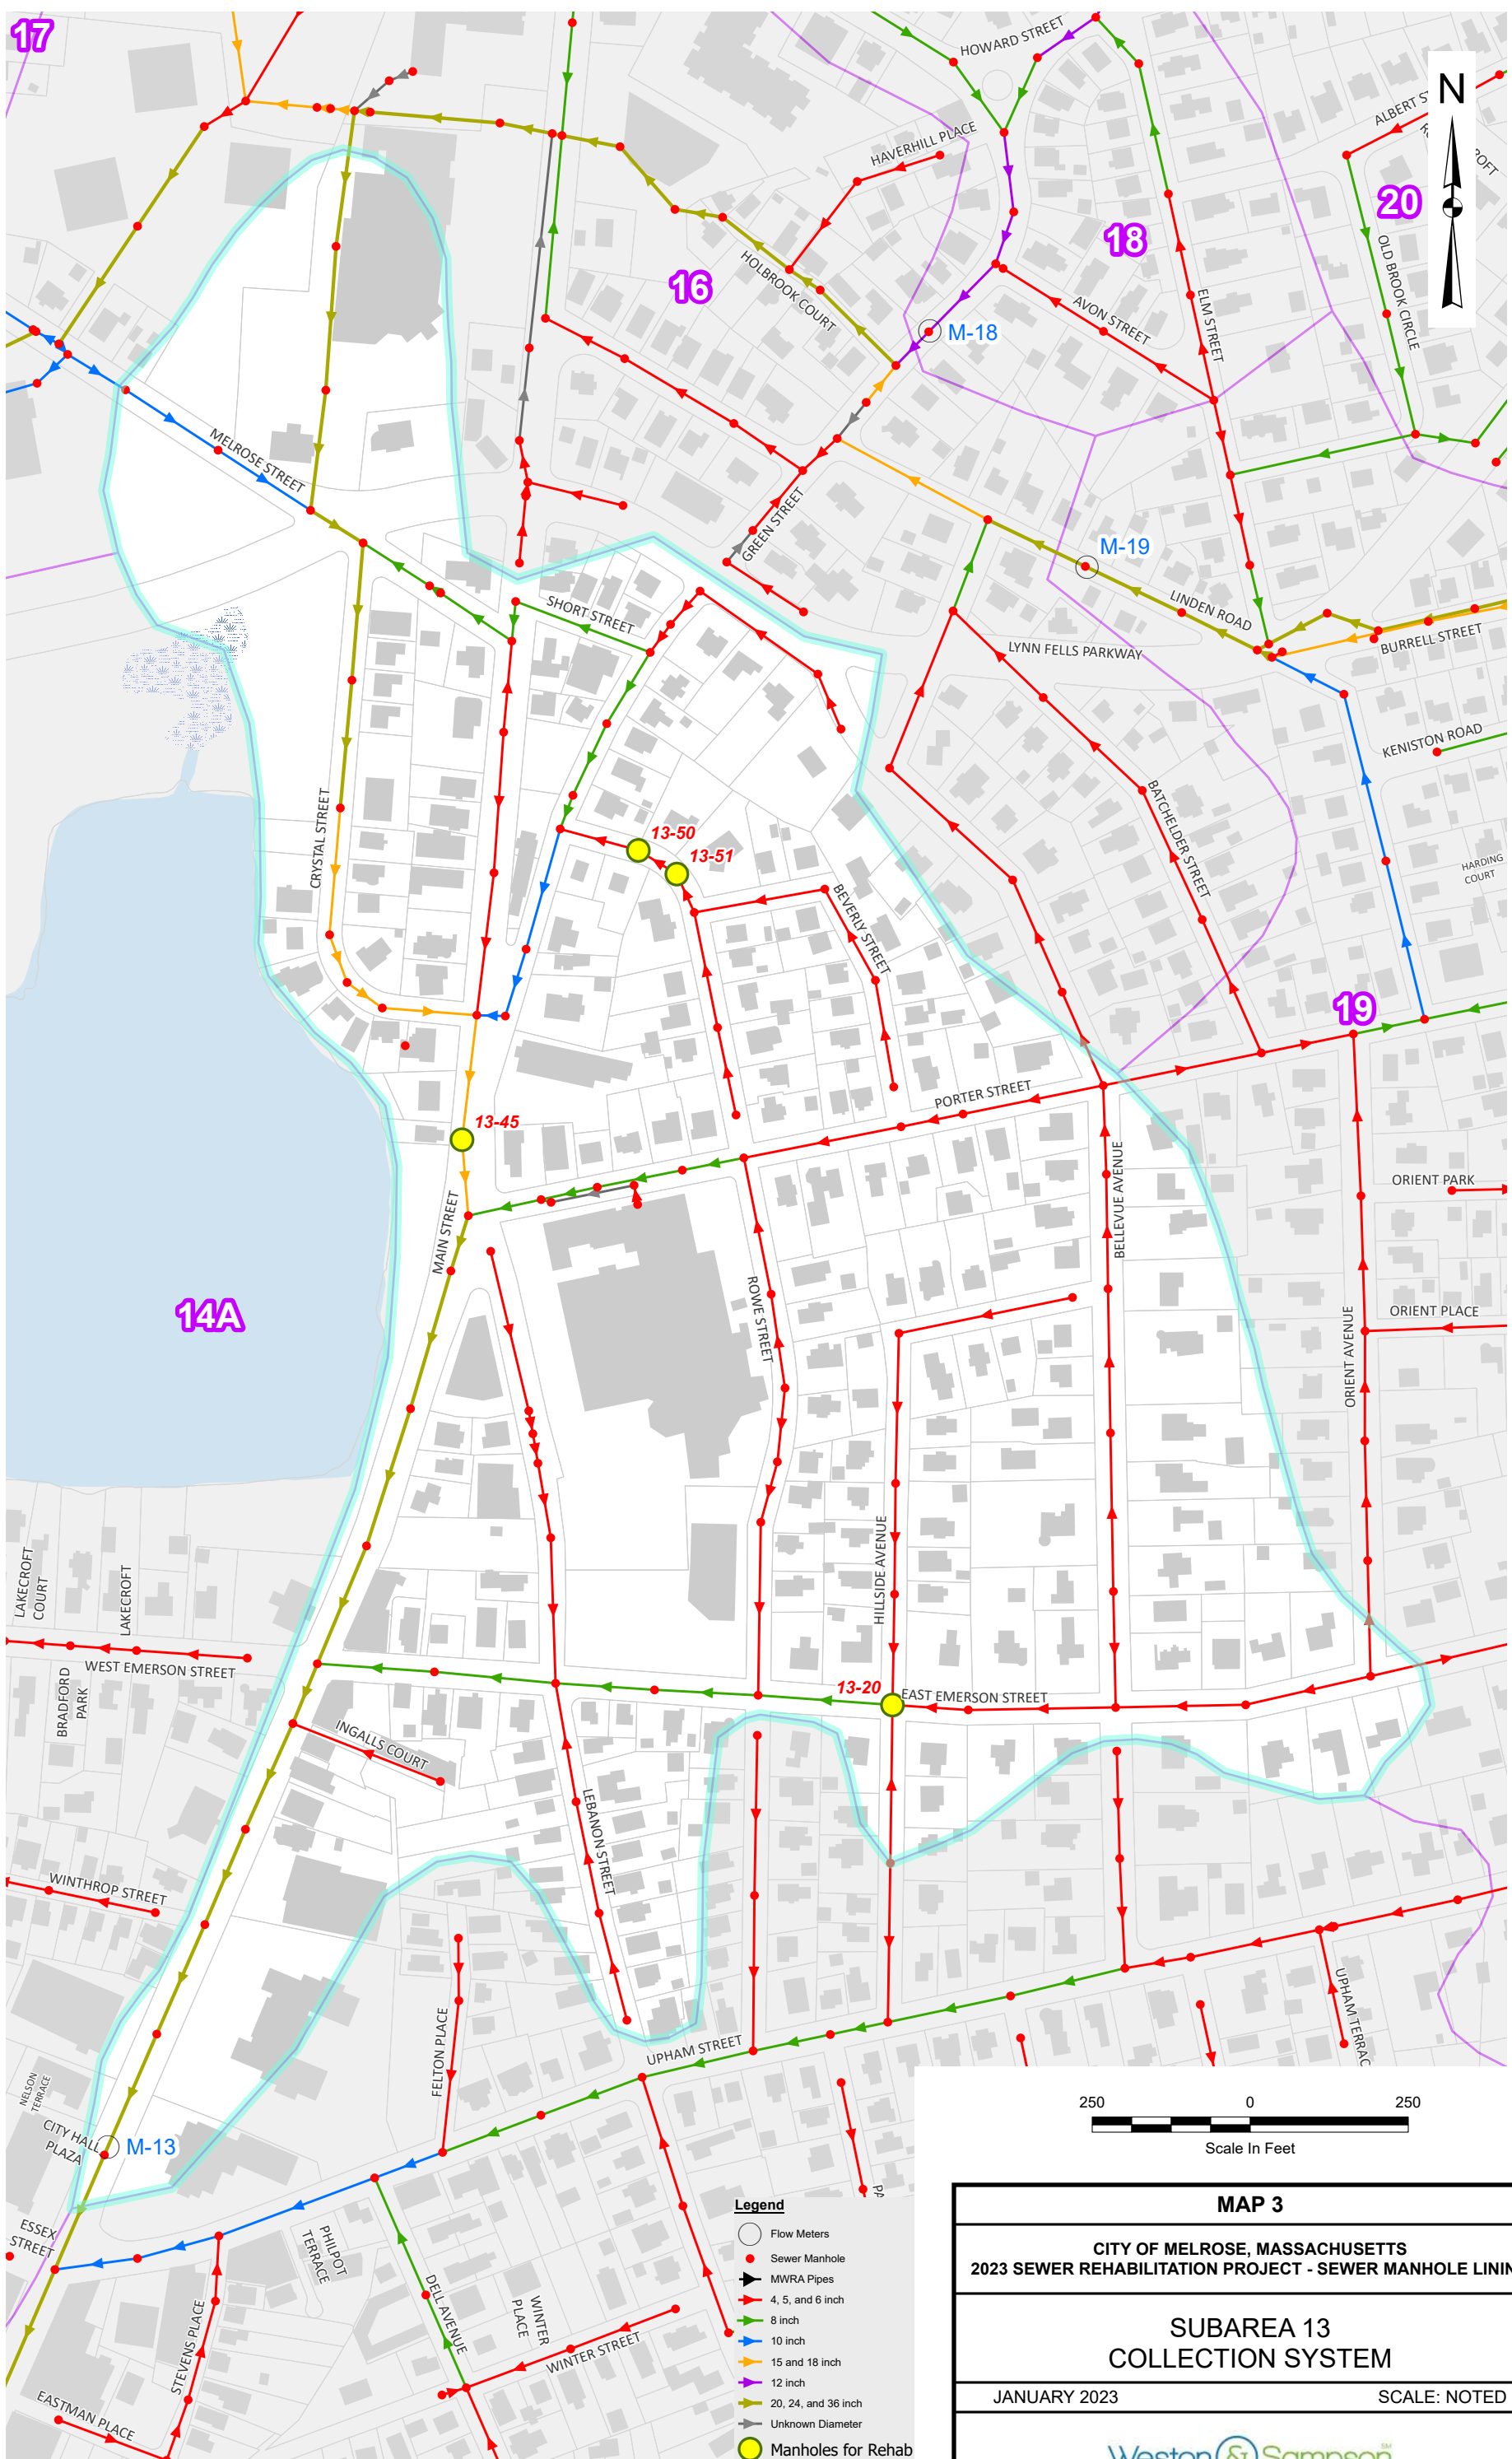 17
HOWARD STREET
N
HAVERHILL PLACE
20
18
16
HOLBROOK COURT
OLD BROOK CIRCLE
ELM STREET
AVON STREET
M-18
MELROSE STREET
GREEN STREET
M-19
SHORT STREET
LINDEN ROAD
BURRELL STREET
LYNN FELLS PARKWAY
KENISTON ROAD
CRYSTAL STREET
BATCHELDER STREET
13-50
13-51
HARDING
COURT
BEVERLY STREET
19
13-45
PORTER STREET
MAIN STREET
BELLEVUE AVENUE
ORIENT PARK
14A
ROWE STREET
ORIENT PLACE
ORIENT AVENUE
LAKECROFT
COURT
LAKECROFT
HILLSIDE AVENUE
WEST EMERSON STREET
BRADFORD
PARK
13-20
EAST EMERSON STREET
INGALLS COURT
LEBANON STREET
WINTHROP STREET
UPHAM TERRAC
FELTON PLACE
UPHAM STREET
NELSON
TERRACE
CITY HALL
PLAZA
M-13
250 0 250
Scale In Feet
PA
ESSEX
STREET
PHILPOT
TERRACE
DELL AVENUE
WINTER
PLACE
WINTER STREET
STEVENS PLACE
EASTMAN PLACE
Legend
Flow Meters
Sewer Manhole
MWRA Pipes
4, 5, and 6 inch
8 inch
10 inch
15 and 18 inch
12 inch
20, 24, and 36 inch
Unknown Diameter
Manholes for Rehab
MAP 3
CITY OF MELROSE, MASSACHUSETTS
2023 SEWER REHABILITATION PROJECT - SEWER MANHOLE LININ
SUBAREA 13
COLLECTION SYSTEM
JANUARY 2023 SCALE: NOTED
Weston & Sampson